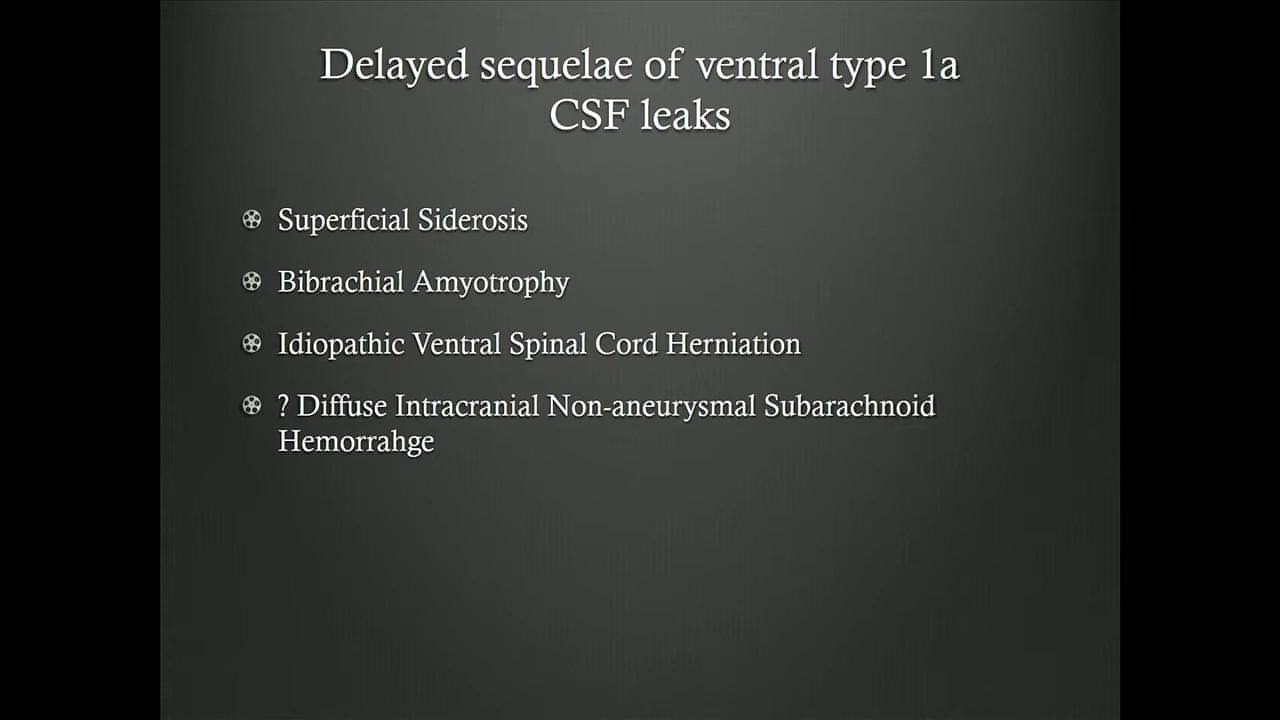 Delayed sequelae of ventral type 1a
CSF leaks
Superficial Siderosis
Bibrachial Amyotrophy
Idiopathic Ventral Spinal Cord Herniation
? Diffuse Intracranial Non-aneurysmal Subarachnoid
Hemorrahge